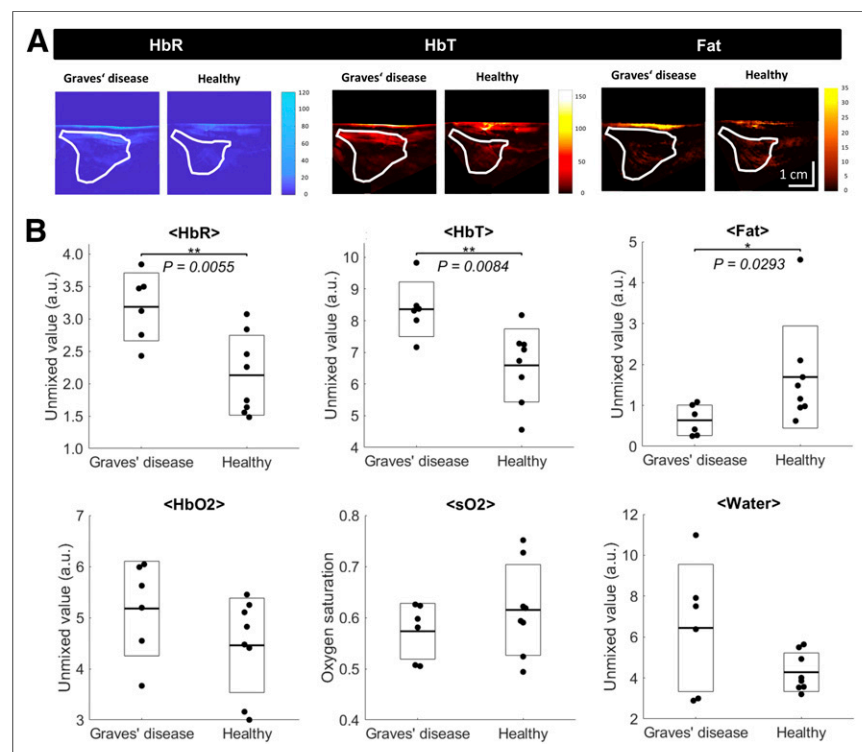 A
HbR HbT Fat
Graves' disease Healthy Graves' disease Healthy Graves' disease Healthy
120
100
80
60
40
20
0
150
100
50
0
35
30
25
20
15
10
5
0
1 cm
B
<HbR> <HbT> <Fat>
** ** *
P = 0.0055 P = 0.0084 P = 0.0293
Unmixed value (a.u.)
4.0
3.5
3.0
2.5
2.0
1.5
1.0
Graves' disease Healthy
Unmixed value (a.u.)
10
9
8
7
6
5
4
Graves' disease Healthy
Unmixed value (a.u.)
5
4
3
2
1
0
Graves' disease Healthy
<HbO2> <sO2> <Water>
Unmixed value (a.u.)
7
6
5
4
3
Graves' disease Healthy
Oxygen saturation
0.8
0.7
0.6
0.5
0.4
Graves' disease Healthy
Unmixed value (a.u.)
12
10
8
6
4
2
Graves' disease Healthy